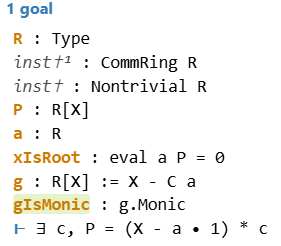 1 goal
R : Type
inst†¹ : CommRing R
inst† : Nontrivial R
P : R[X]
a : R
xIsRoot : eval a P = 0
g : R[X] := X - C a
gIsMonic : g.Monic
⊢ ∃ c, P = (X - a • 1) * c